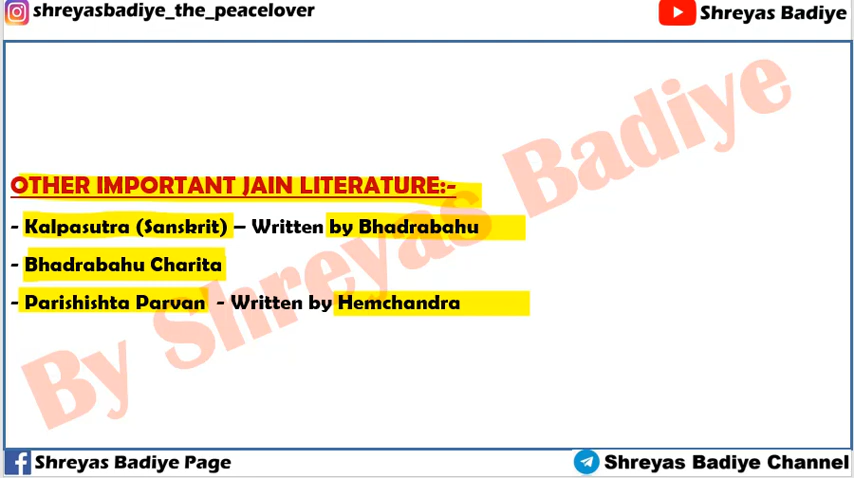 shreyasbadiye_the_peacelover
Shreyas Badiye
OTHER IMPORTANT JAIN LITERATURE:-
- Kalpasutra (Sanskrit) – Written by Bhadrabahu
- Bhadrabahu Charita
- Parishishta Parvan - Written by Hemchandra
By Shreyas Badiye
Shreyas Badiye Page
Shreyas Badiye Channel